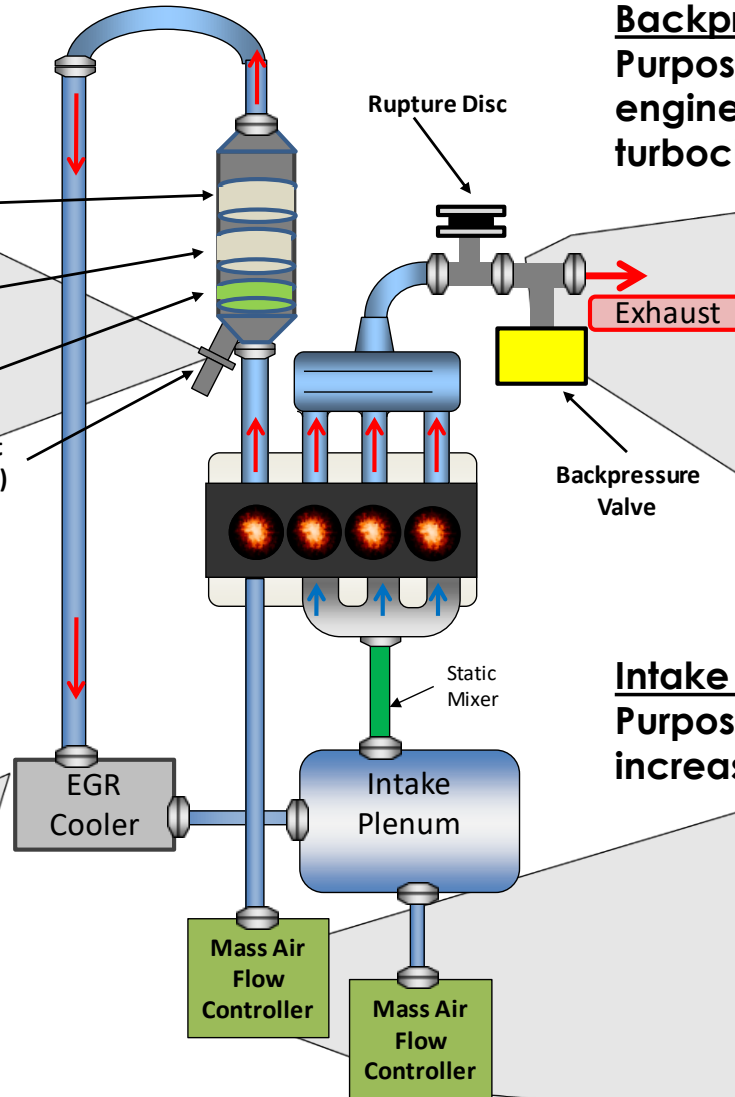 Backpr
Purpos
engine
turboc
Rupture Disc
Exhaust
:
)
Backpressure
Valve
Static
Mixer
Intake
Purpos
increas
EGR
Cooler
Intake
Plenum
Mass Air
Flow
Controller
Mass Air
Flow
Controller